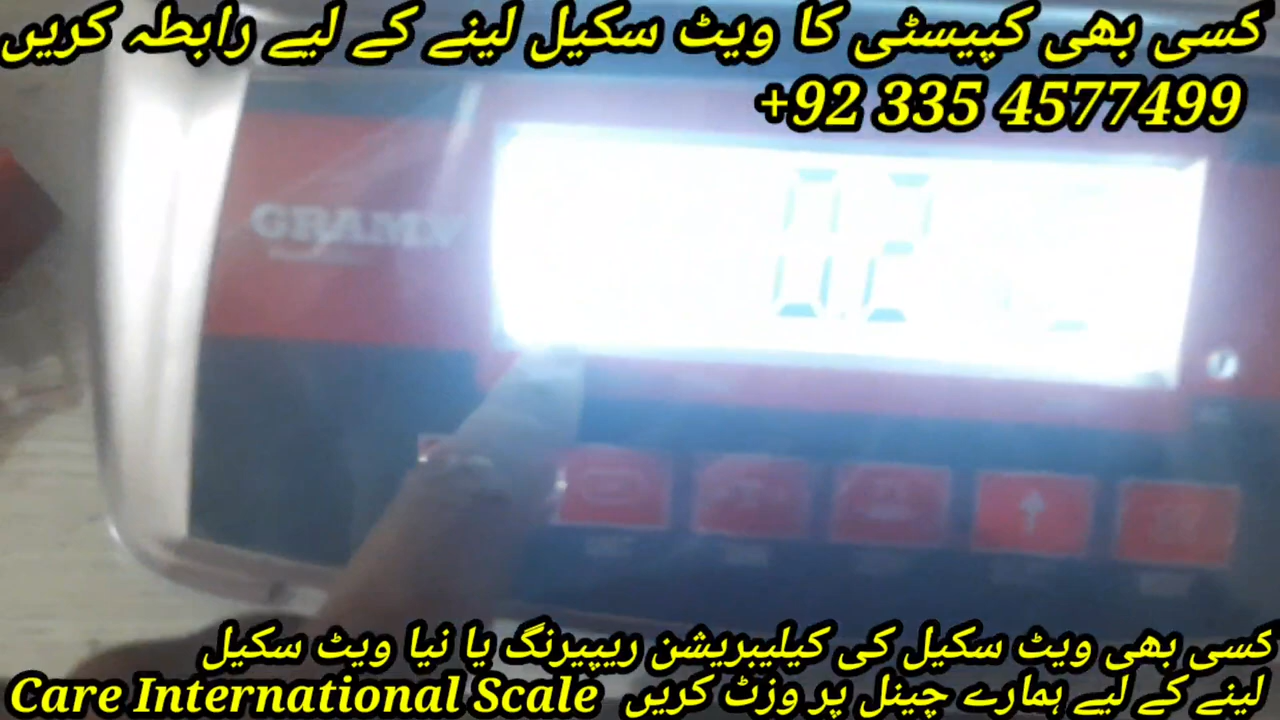 کسی بھی کپیسٹی کا ویٹ سکیل لینے کے لیے رابطہ کریں
+92 335 4577499
GRAMX
0.2
کسی بھی ویٹ سکیل کی کیلیبریشن ریپیرنگ یا نیا ویٹ سکیل
لینے کے لیے ہمارے چینل پر وزٹ کریں Care International Scale